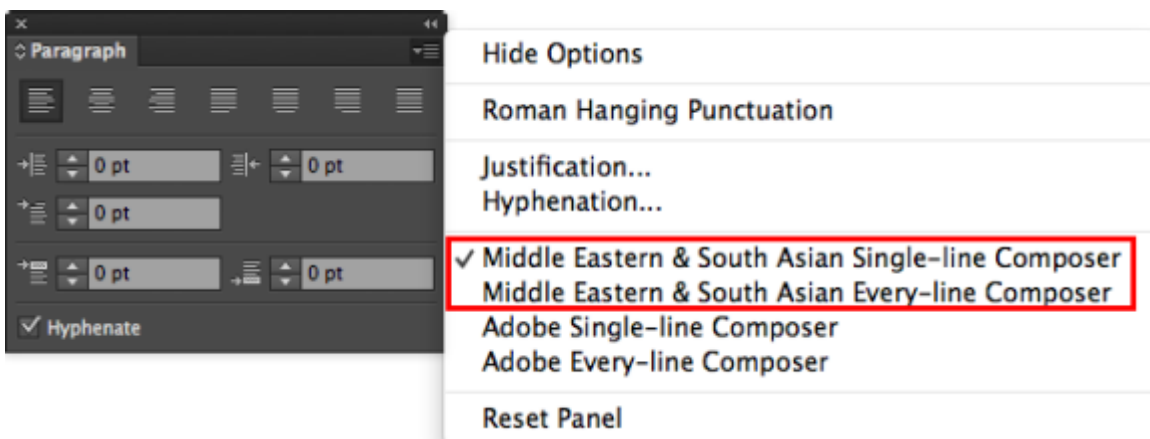 Paragraph
0 pt
0 pt
0 pt
0 pt
0 pt
Hyphenate
Hide Options
Roman Hanging Punctuation
Justification...
Hyphenation...
Middle Eastern & South Asian Single-line Composer
Middle Eastern & South Asian Every-line Composer
Adobe Single-line Composer
Adobe Every-line Composer
Reset Panel